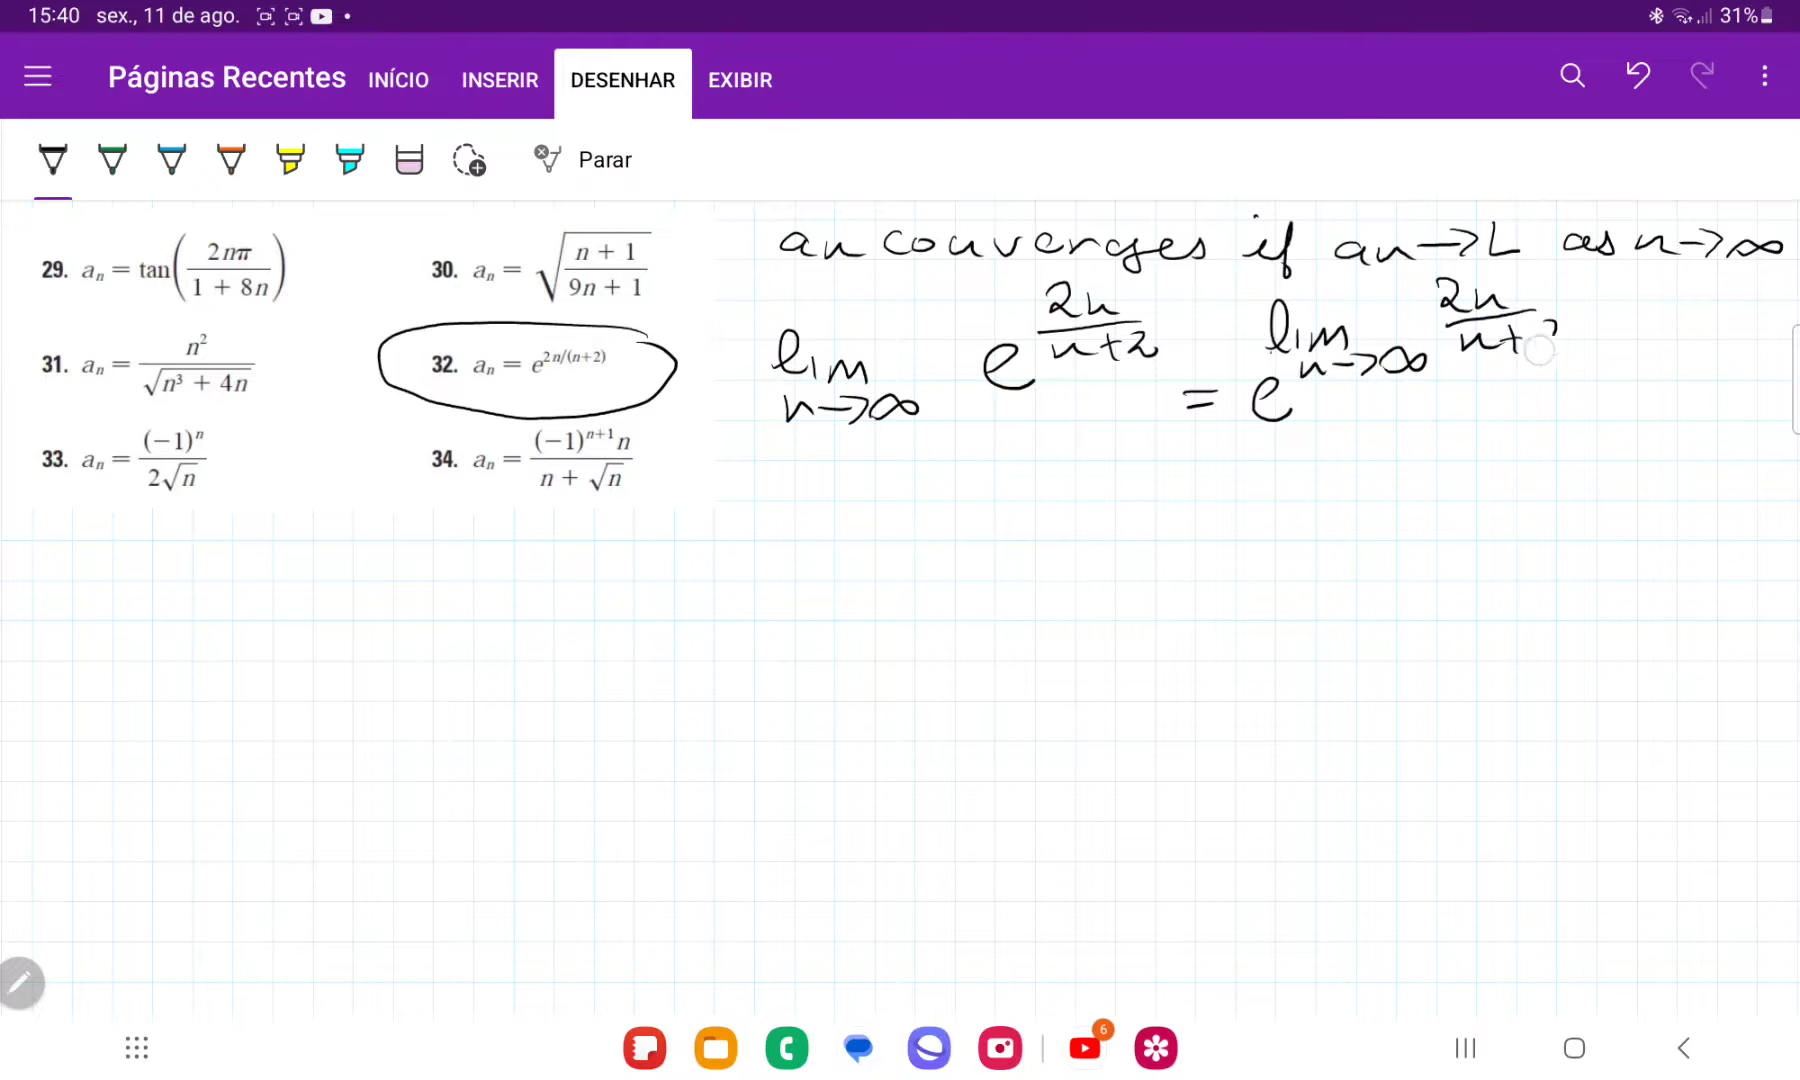 15:40 sex., 11 de ago.
31%
Páginas Recentes INÍCIO INSERIR DESENHAR EXIBIR
Parar
29. aₙ = tan(2nπ / (1 + 8n))
30. aₙ = √((n + 1) / (9n + 1))
31. aₙ = n² / √(n³ + 4n)
32. aₙ = e^(2n/(n+2))
33. aₙ = (−1)ⁿ / (2√n)
34. aₙ = (−1)ⁿ⁺¹n / (n + √n)
an converges if an → L as n → ∞
lim n→∞ e^(2n / (n+2)) = e^(lim n→∞ 2n / (n+
6